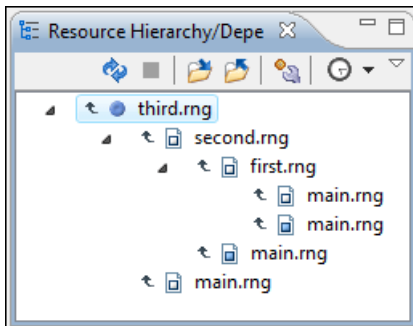 Resource Hierarchy/Depe
third.rng
second.rng
first.rng
main.rng
main.rng
main.rng
main.rng